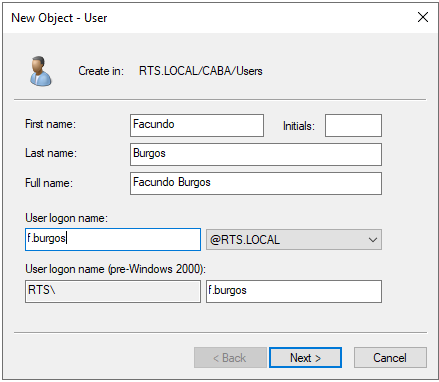 New Object - User
Create in: RTS.LOCAL/CABA/Users
First name: Facundo Initials:
Last name: Burgos
Full name: Facundo Burgos
User logon name:
f.burgos @RTS.LOCAL
User logon name (pre-Windows 2000):
RTS\ f.burgos
< Back Next > Cancel